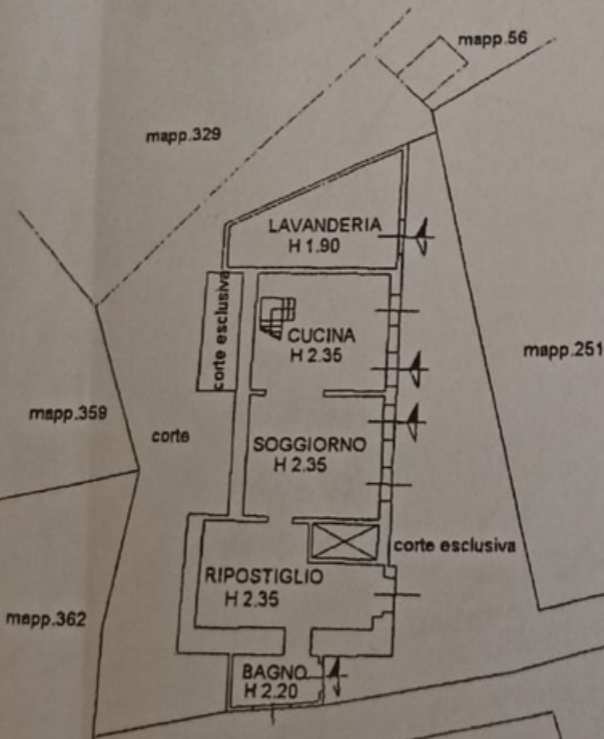 mapp.56
mapp.329
LAVANDERIA
H 1.90
corte esclusiva
CUCINA
H 2.35
mapp.251
mapp.359
corte
SOGGIORNO
H 2.35
corte esclusiva
RIPOSTIGLIO
H 2.35
mapp.362
BAGNO
H 2.20